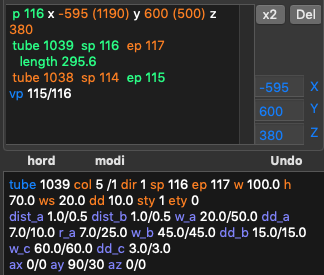 p 116 x -595 (1190) y 600 (500) z
380
tube 1039 sp 116 ep 117
length 295.6
tube 1038 sp 114 ep 115
vp 115/116
x2 Del
-595 X
600 Y
380 Z
hord modi Undo
tube 1039 col 5 /1 dir 1 sp 116 ep 117 w 100.0 h
70.0 ws 20.0 dd 10.0 sty 1 ety 0
dist_a 1.0/0.5 dist_b 1.0/0.5 w_a 20.0/50.0 dd_a
7.0/10.0 r_a 7.0/25.0 w_b 45.0/45.0 dd_b 15.0/15.0
w_c 60.0/60.0 dd_c 3.0/3.0
ax 0/0 ay 90/30 az 0/0